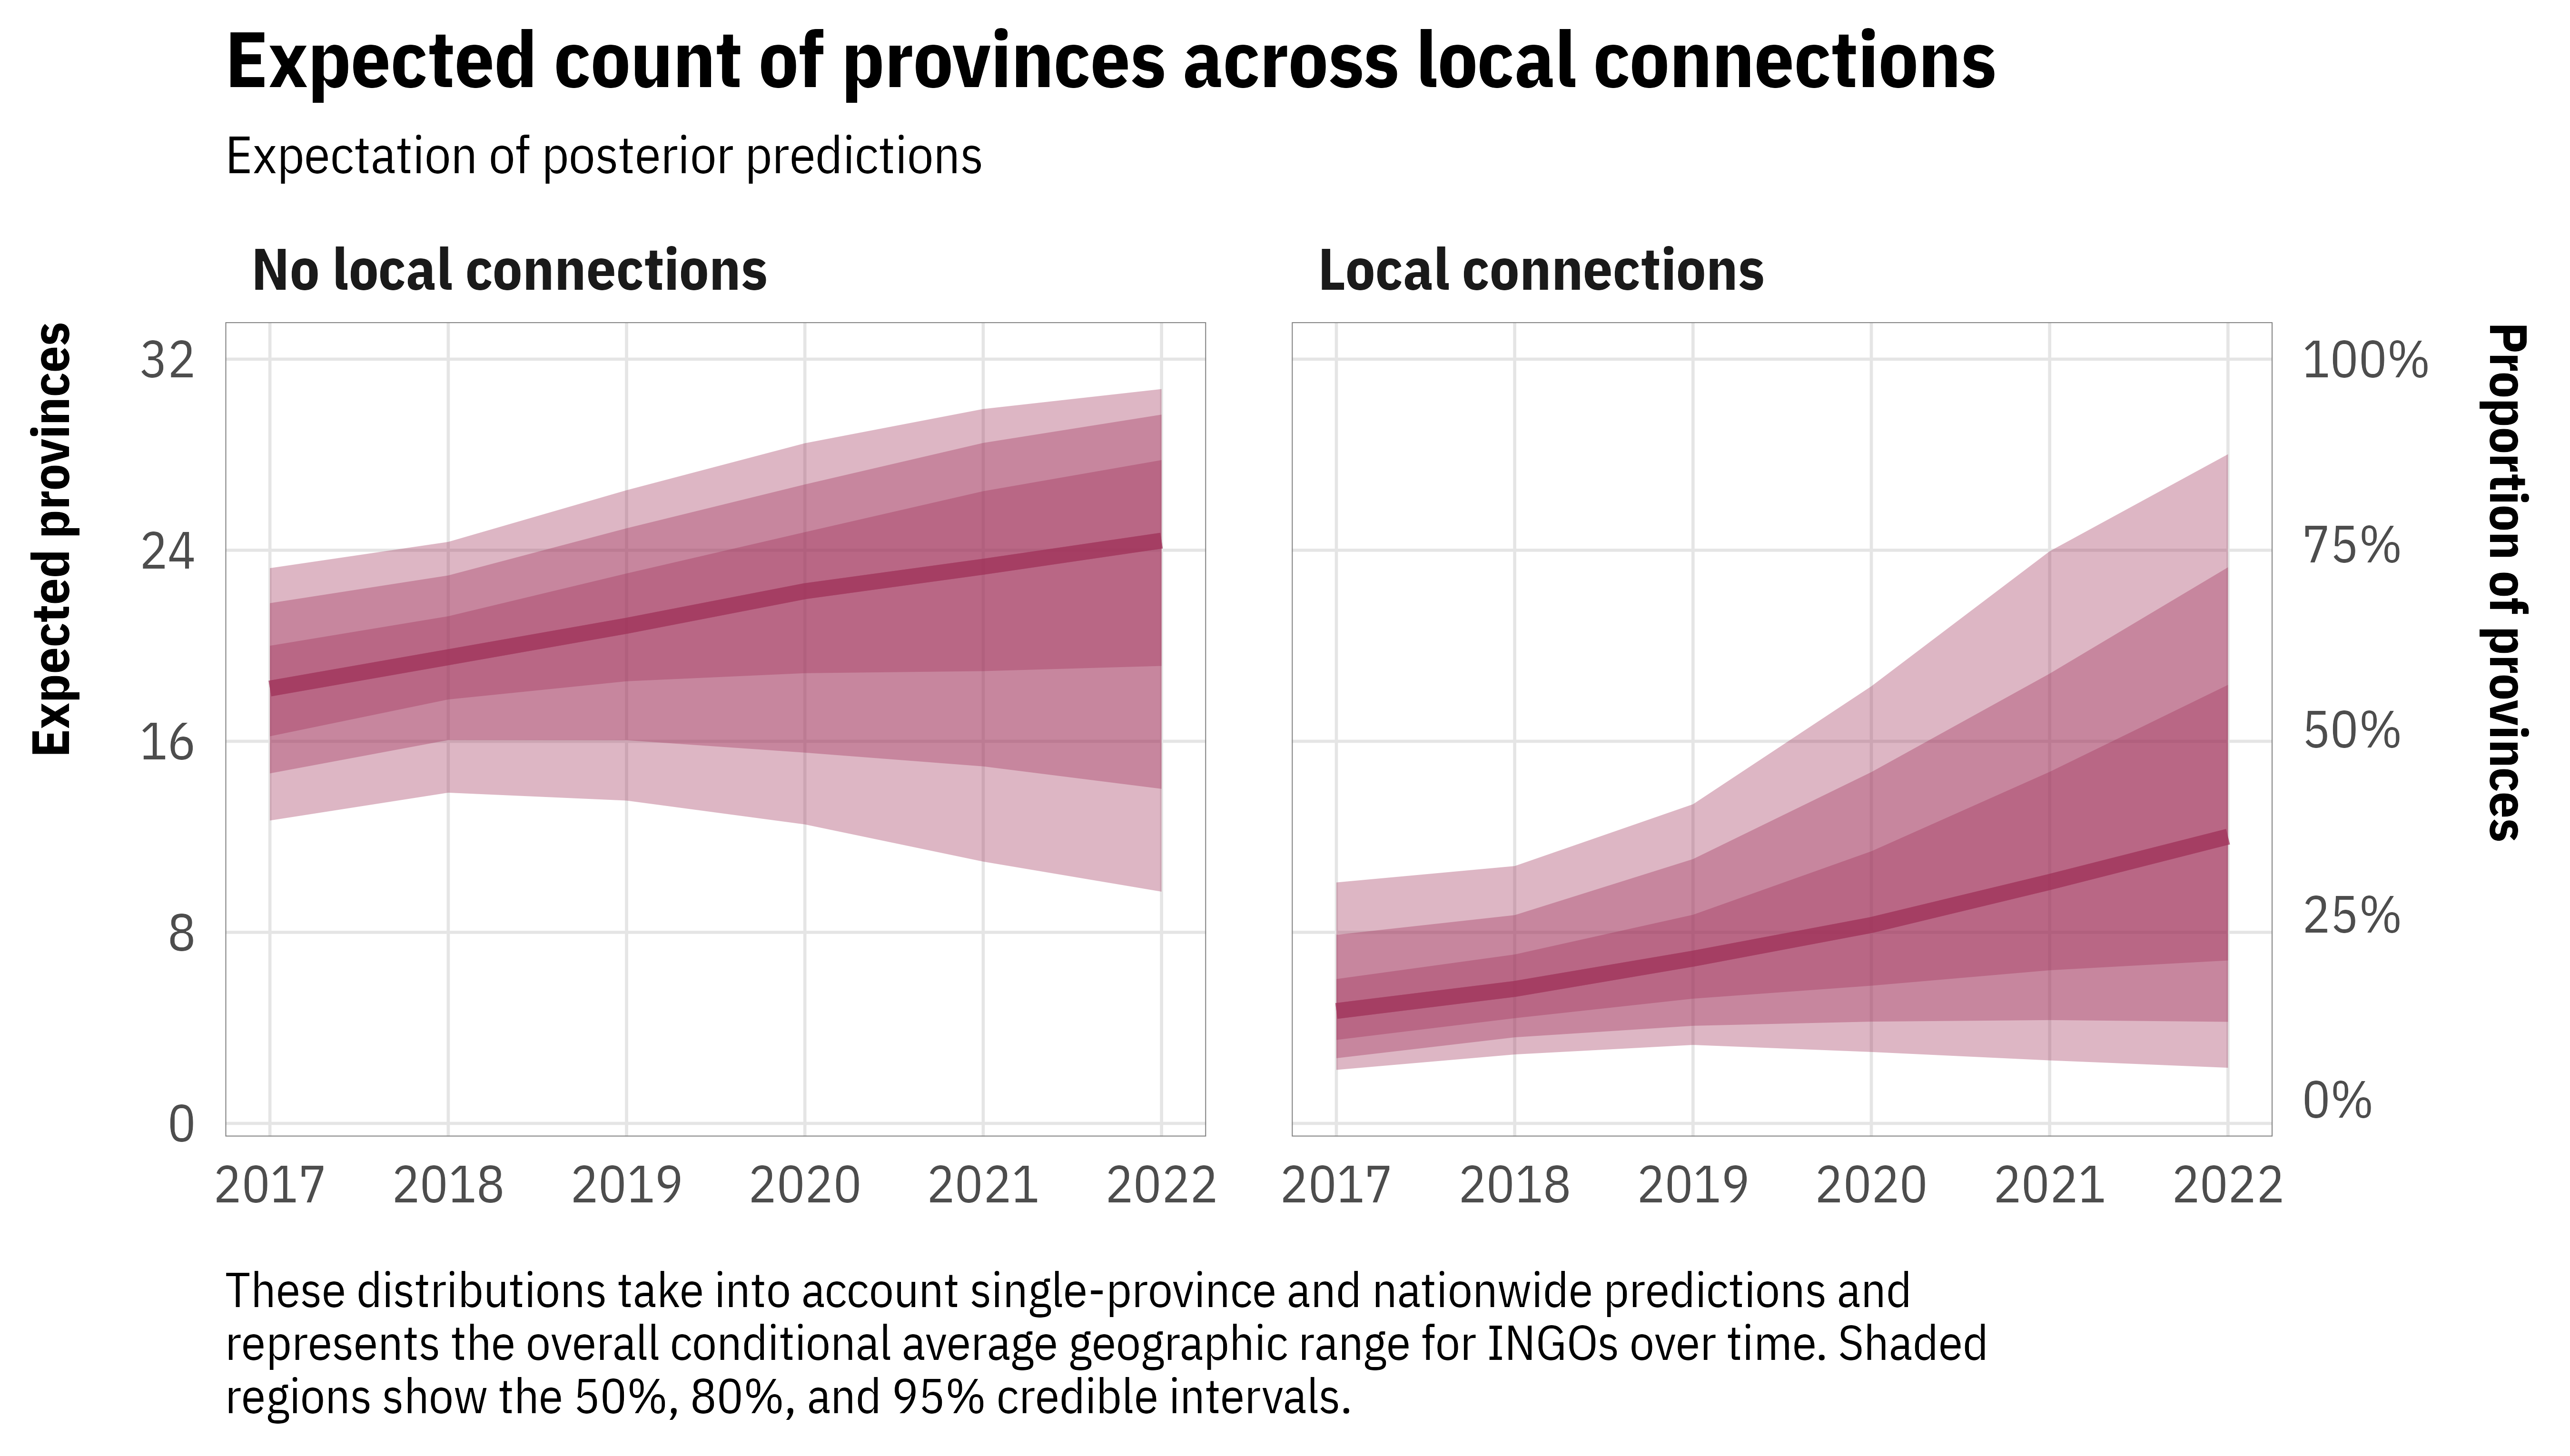 Expected count of provinces across local connections
Expectation of posterior predictions
No local connections
Local connections
Expected provinces
32
24
16
8
0
100%
75%
50%
25%
0%
Proportion of provinces
2017 2018 2019 2020 2021 2022
2017 2018 2019 2020 2021 2022
These distributions take into account single-province and nationwide predictions and
represents the overall conditional average geographic range for INGOs over time. Shaded
regions show the 50%, 80%, and 95% credible intervals.